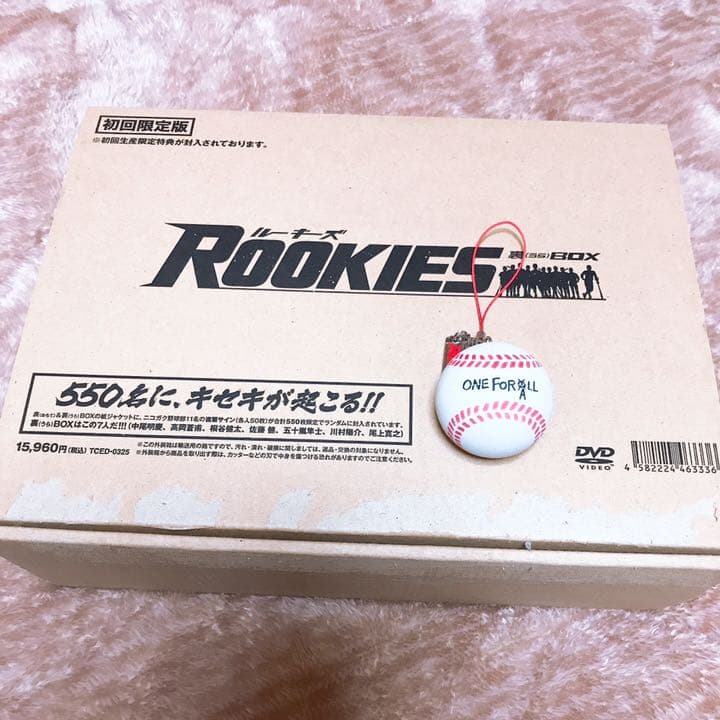 初回限定版
※初回生産限定特典が封入されております。
ルーキーズ
ROOKIES 裏(うら)BOX
550名に、キセキが起こる!!
表(おもて)&裏(うら)BOXの紙ジャケットに、ニコガク野球部11名の直筆サイン(各人50枚)が合計550枚限定でランダムに封入されています。
裏(うら)BOXはこの7人だ!!!(中尾明慶、高岡蒼甫、桐谷健太、佐藤 健、五十嵐隼士、川村陽介、尾上寛之)
15,960円(税込) TCED-0325
※この外装箱は輸送用の箱ですので、汚れ・潰れ・破損に関しましては、返品・交換の対象になりません。
※外装箱から商品を取り出す際は、カッターなどの刃で中身を傷つける恐れがありますのでご注意ください。
ONE FOR ALL
DVD
VIDEO
4 582224 463336